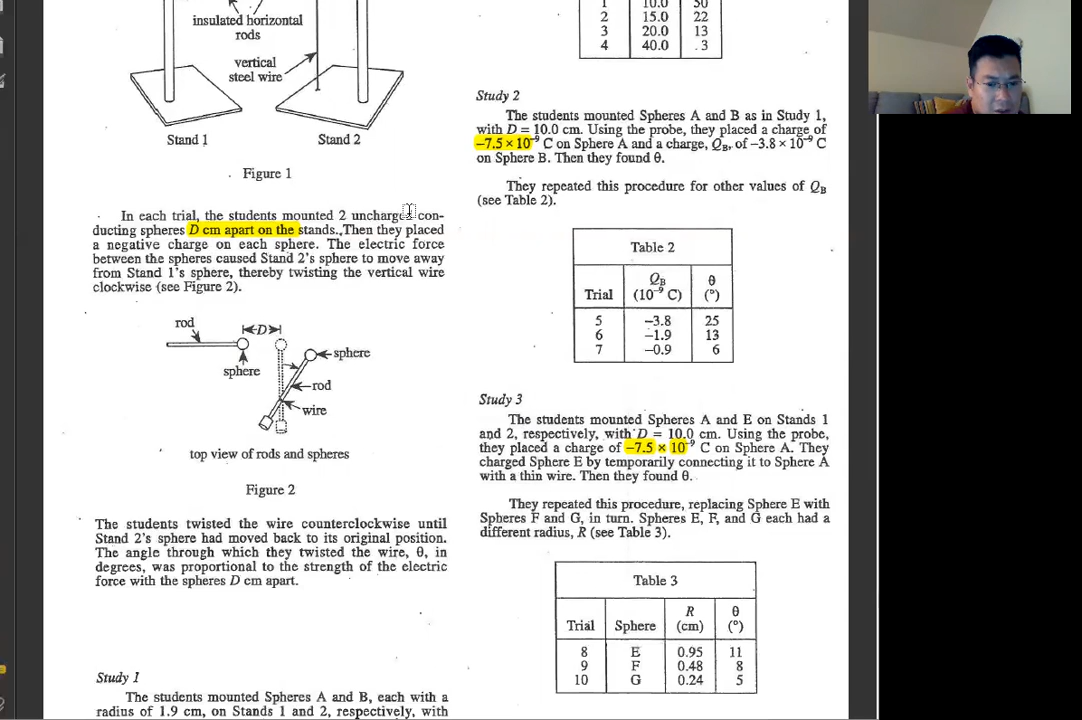 insulated horizontal
rods
vertical
steel wire
Stand 1
Stand 2
Figure 1
In each trial, the students mounted 2 uncharged con-
ducting spheres D cm apart on the stands. Then they placed
a negative charge on each sphere. The electric force
between the spheres caused Stand 2's sphere to move away
from Stand 1's sphere, thereby twisting the vertical wire
clockwise (see Figure 2).
rod
D
sphere
sphere
rod
wire
top view of rods and spheres
Figure 2
The students twisted the wire counterclockwise until
Stand 2's sphere had moved back to its original position.
The angle through which they twisted the wire, θ, in
degrees, was proportional to the strength of the electric
force with the spheres D cm apart.
Study 1
The students mounted Spheres A and B, each with a
radius of 1.9 cm, on Stands 1 and 2, respectively, with
1 10.0 50
2 15.0 22
3 20.0 13
4 40.0 3
Study 2
The students mounted Spheres A and B as in Study 1,
with D = 10.0 cm. Using the probe, they placed a charge of
−7.5 × 10⁻⁹ C on Sphere A and a charge, Q_B, of −3.8 × 10⁻⁹ C
on Sphere B. Then they found θ.
They repeated this procedure for other values of Q_B
(see Table 2).
Table 2
Trial Q_B (10⁻⁹ C) θ (°)
5 −3.8 25
6 −1.9 13
7 −0.9 6
Study 3
The students mounted Spheres A and E on Stands 1
and 2, respectively, with D = 10.0 cm. Using the probe,
they placed a charge of −7.5 × 10⁻⁹ C on Sphere A. They
charged Sphere E by temporarily connecting it to Sphere A
with a thin wire. Then they found θ.
They repeated this procedure, replacing Sphere E with
Spheres F and G, in turn. Spheres E, F, and G each had a
different radius, R (see Table 3).
Table 3
Trial Sphere R (cm) θ (°)
8 E 0.95 11
9 F 0.48 8
10 G 0.24 5